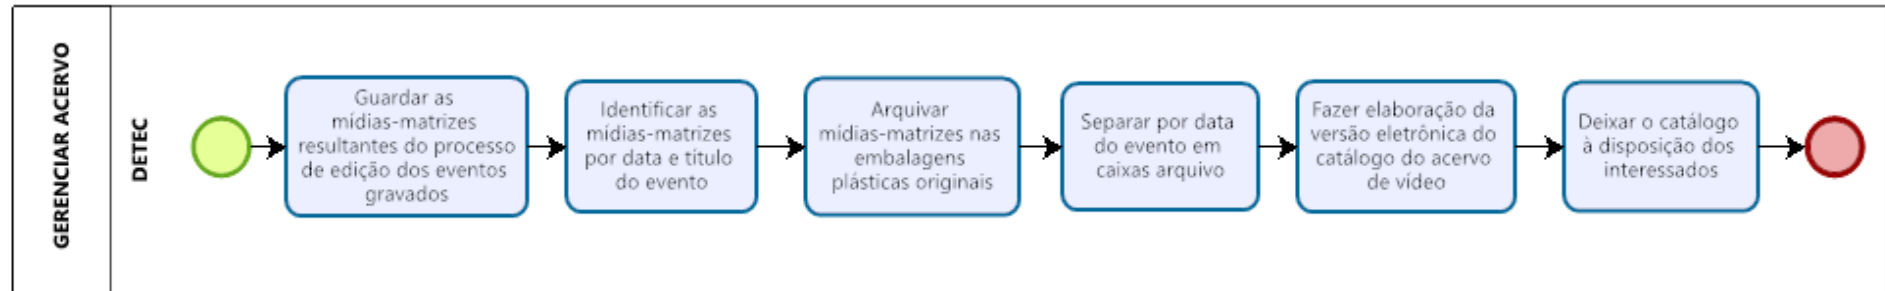 GERENCIAR ACERVO
DETEC
Guardar as
mídias-matrizes
resultantes do processo
de edição dos eventos
gravados
Identificar as
mídias-matrizes
por data e título
do evento
Arquivar
mídias-matrizes nas
embalagens
plásticas originais
Separar por data
do evento em
caixas arquivo
Fazer elaboração da
versão eletrônica do
catálogo do acervo
de vídeo
Deixar o catálogo
à disposição dos
interessados